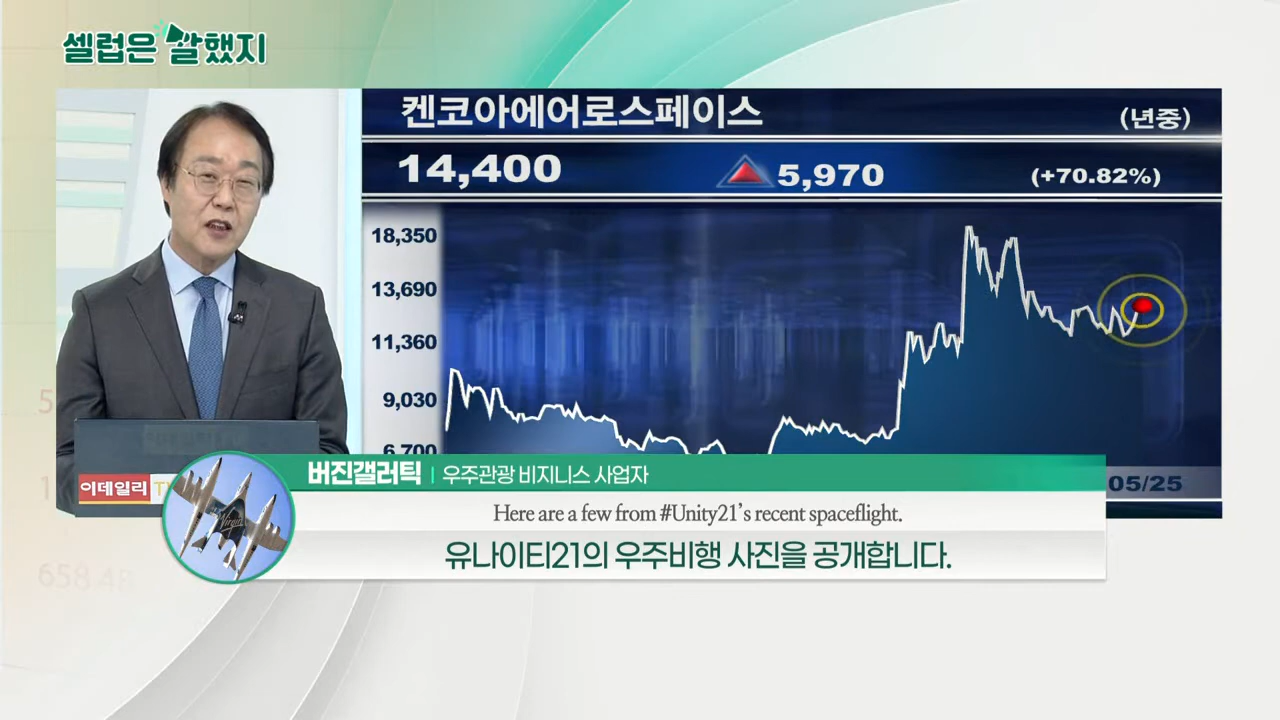 셀럽은 말했지
켄코아에어로스페이스
(년중)
14,400
5,970
(+70.82%)
18,350
13,690
11,360
9,030
6,700
05/25
이데일리 TV
버진갤러틱 | 우주관광 비지니스 사업자
Virgin
Here are a few from #Unity21's recent spaceflight.
유나이티21의 우주비행 사진을 공개합니다.
658.48